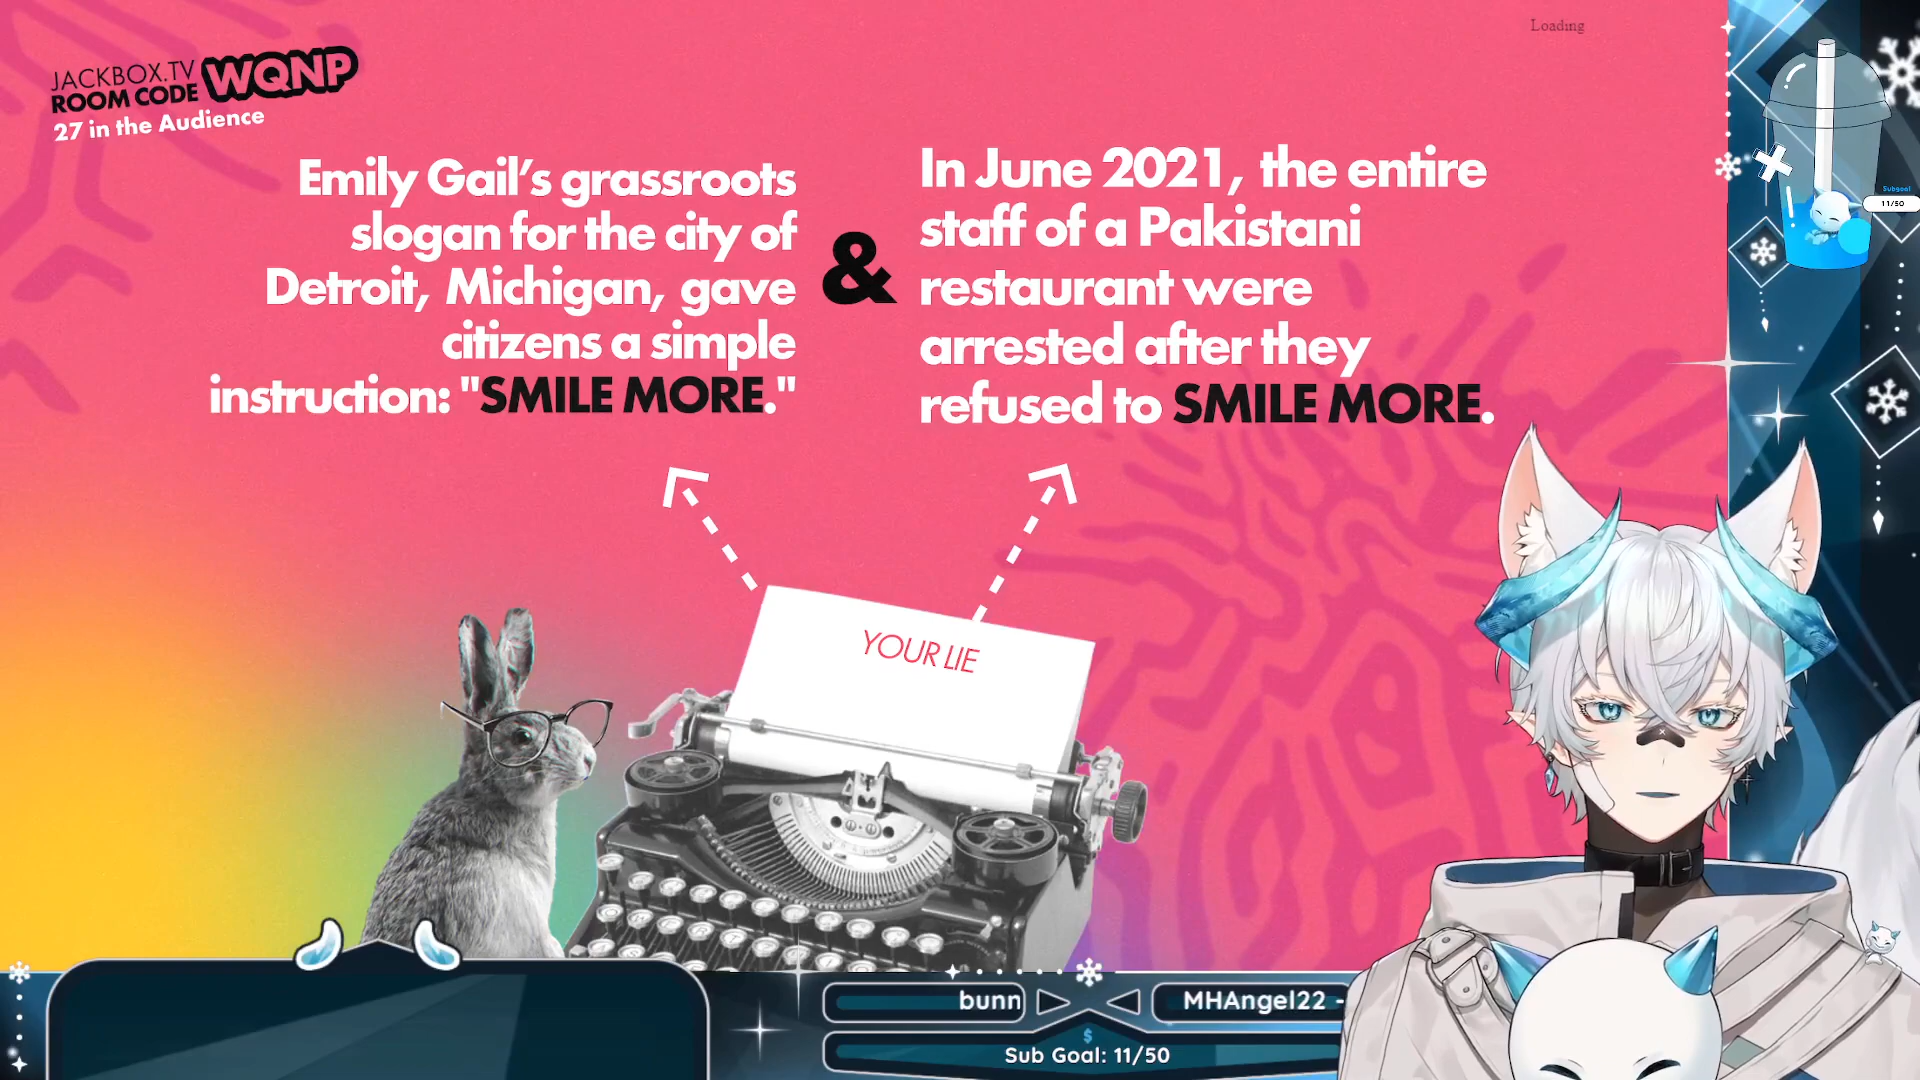 Loading
JACKBOX.TV
ROOM CODE WQNP
27 in the Audience
Emily Gail's grassroots
slogan for the city of
Detroit, Michigan, gave
citizens a simple
instruction: "SMILE MORE."
&
In June 2021, the entire
staff of a Pakistani
restaurant were
arrested after they
refused to SMILE MORE.
YOUR LIE
Subgoal
11/50
bunn
MHAngel22 -
$
Sub Goal: 11/50